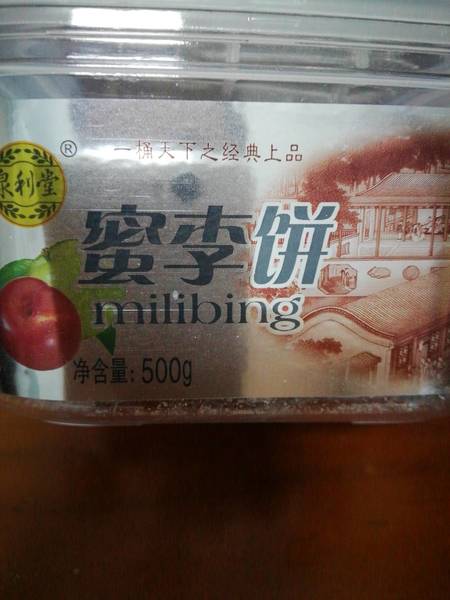 泉利堂
®
一桶天下之经典上品
蜜李饼
milibing
净含量: 500g